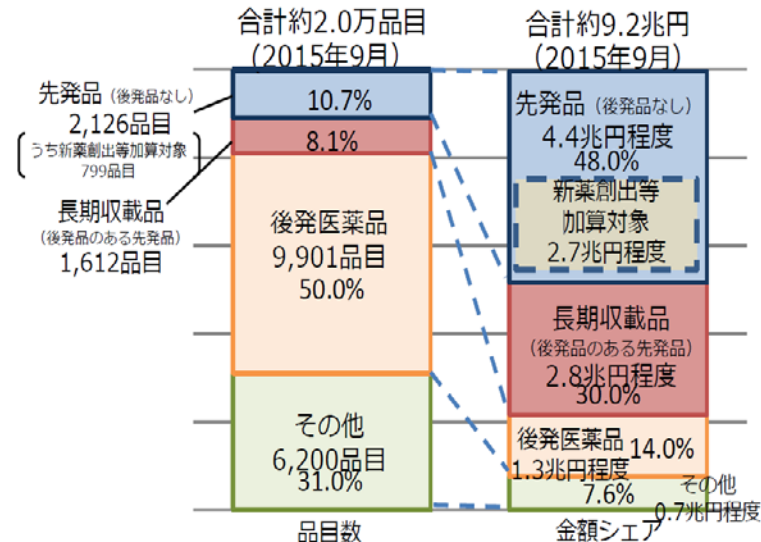 合計約2.0万品目
(2015年9月)
合計約9.2兆円
(2015年9月)
先発品(後発品なし)
2,126品目
うち新薬創出等加算対象
799品目
長期収載品
(後発品のある先発品)
1,612品目
10.7%
8.1%
後発医薬品
9,901品目
50.0%
その他
6,200品目
31.0%
品目数
先発品(後発品なし)
4.4兆円程度
48.0%
新薬創出等
加算対象
2.7兆円程度
長期収載品
(後発品のある先発品)
2.8兆円程度
30.0%
後発医薬品 14.0%
1.3兆円程度
7.6%
その他
0.7兆円程度
金額シェア